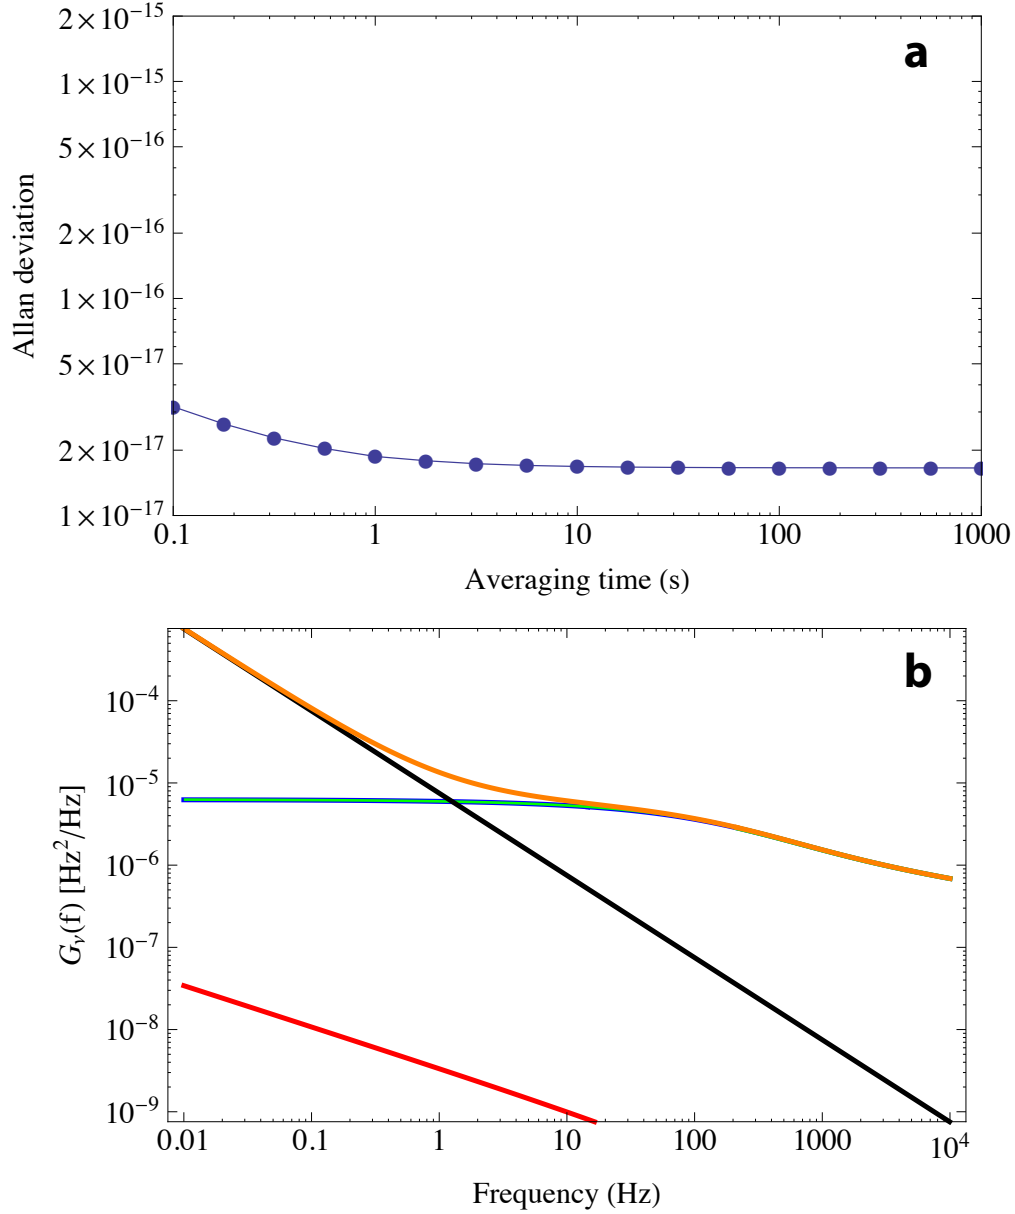 a
2×10⁻¹⁵
1×10⁻¹⁵
5×10⁻¹⁶
2×10⁻¹⁶
1×10⁻¹⁶
5×10⁻¹⁷
2×10⁻¹⁷
1×10⁻¹⁷
Allan deviation
0.1 1 10 100 1000
Averaging time (s)
b
10⁻⁴
10⁻⁵
10⁻⁶
10⁻⁷
10⁻⁸
10⁻⁹
Gᵥ(f) [Hz²/Hz]
0.01 0.1 1 10 100 1000 10⁴
Frequency (Hz)